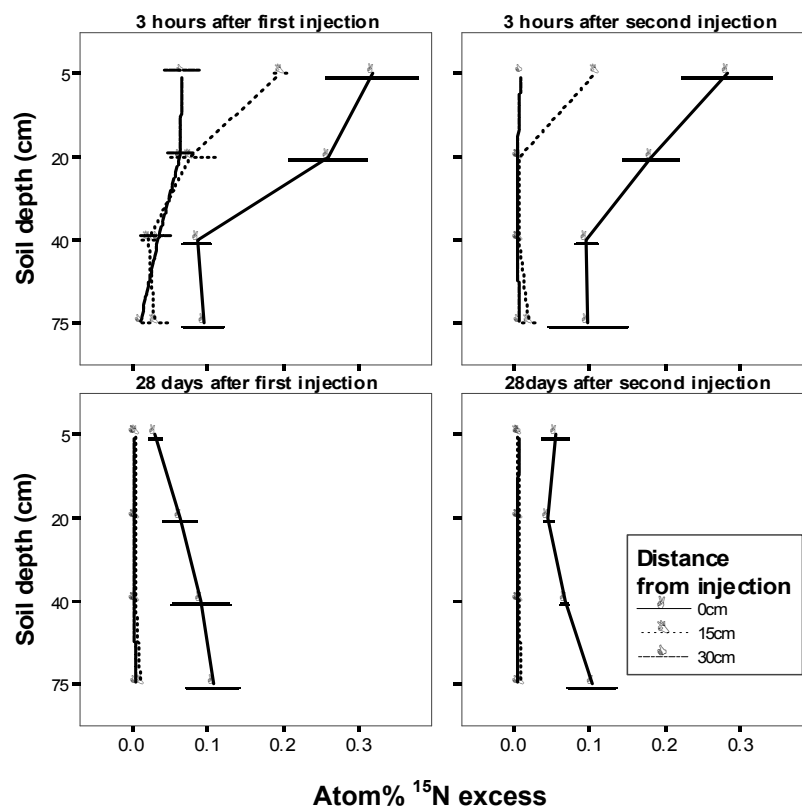 3 hours after first injection
3 hours after second injection
Soil depth (cm)
5
20
40
75
28 days after first injection
28days after second injection
Soil depth (cm)
5
20
40
75
Distance
from injection
0cm
15cm
30cm
0.0 0.1 0.2 0.3
0.0 0.1 0.2 0.3
Atom% ¹⁵N excess